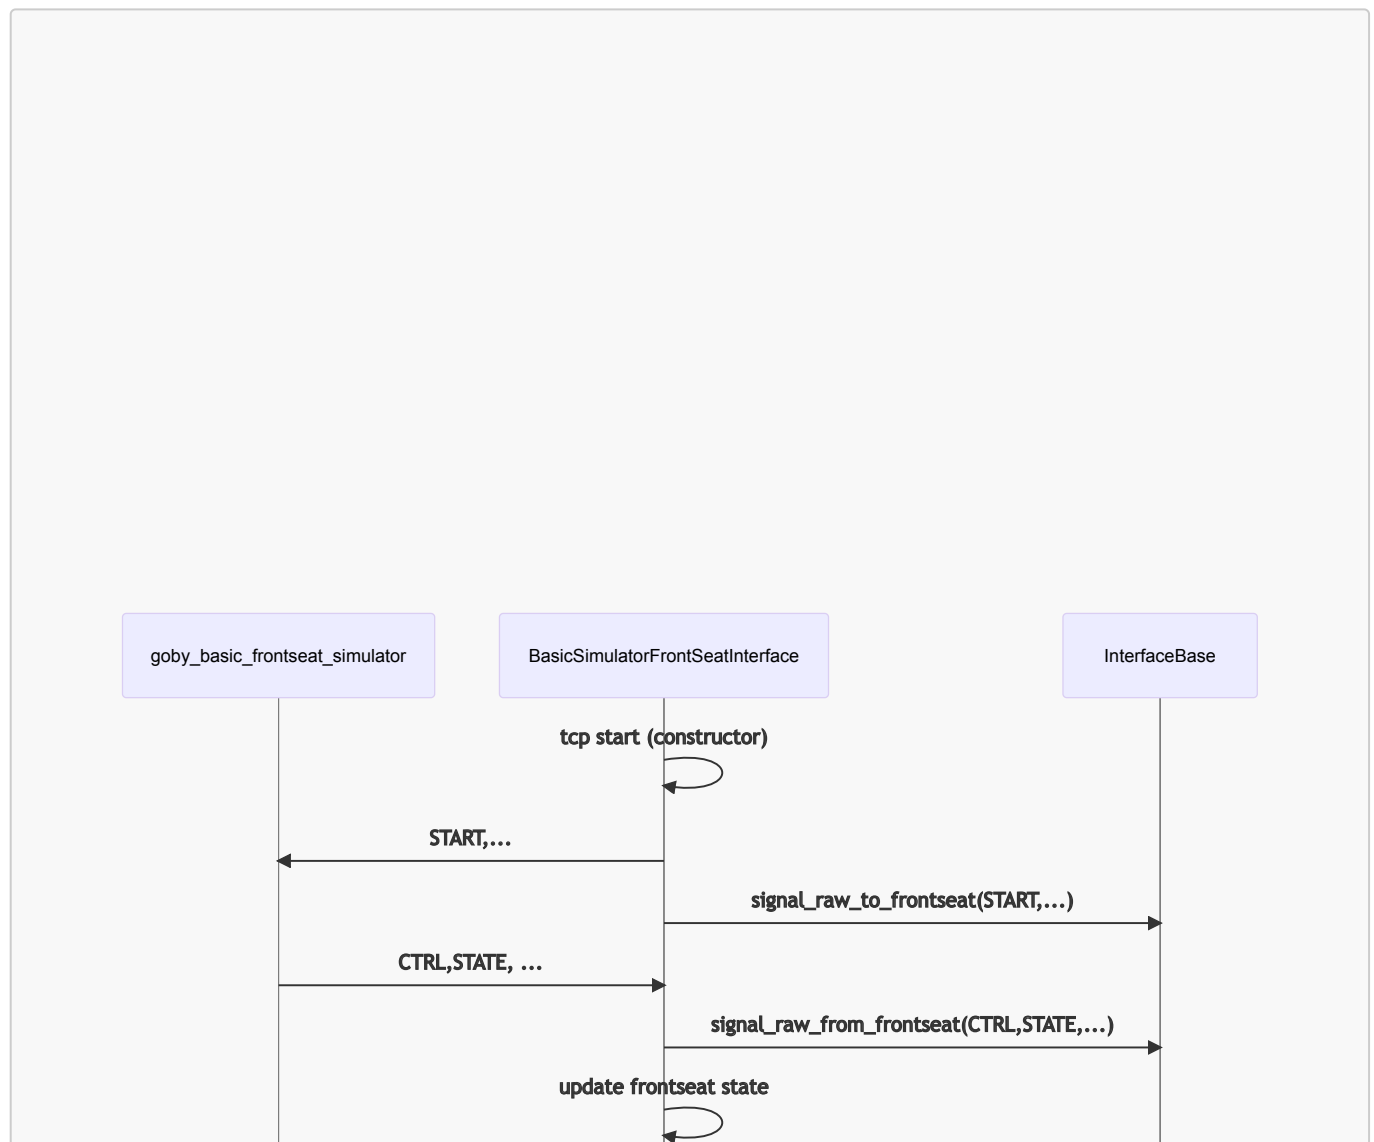 goby_basic_frontseat_simulator
BasicSimulatorFrontSeatInterface
InterfaceBase
tcp start (constructor)
START,...
signal_raw_to_frontseat(START,...)
CTRL,STATE, ...
signal_raw_from_frontseat(CTRL,STATE,...)
update frontseat state